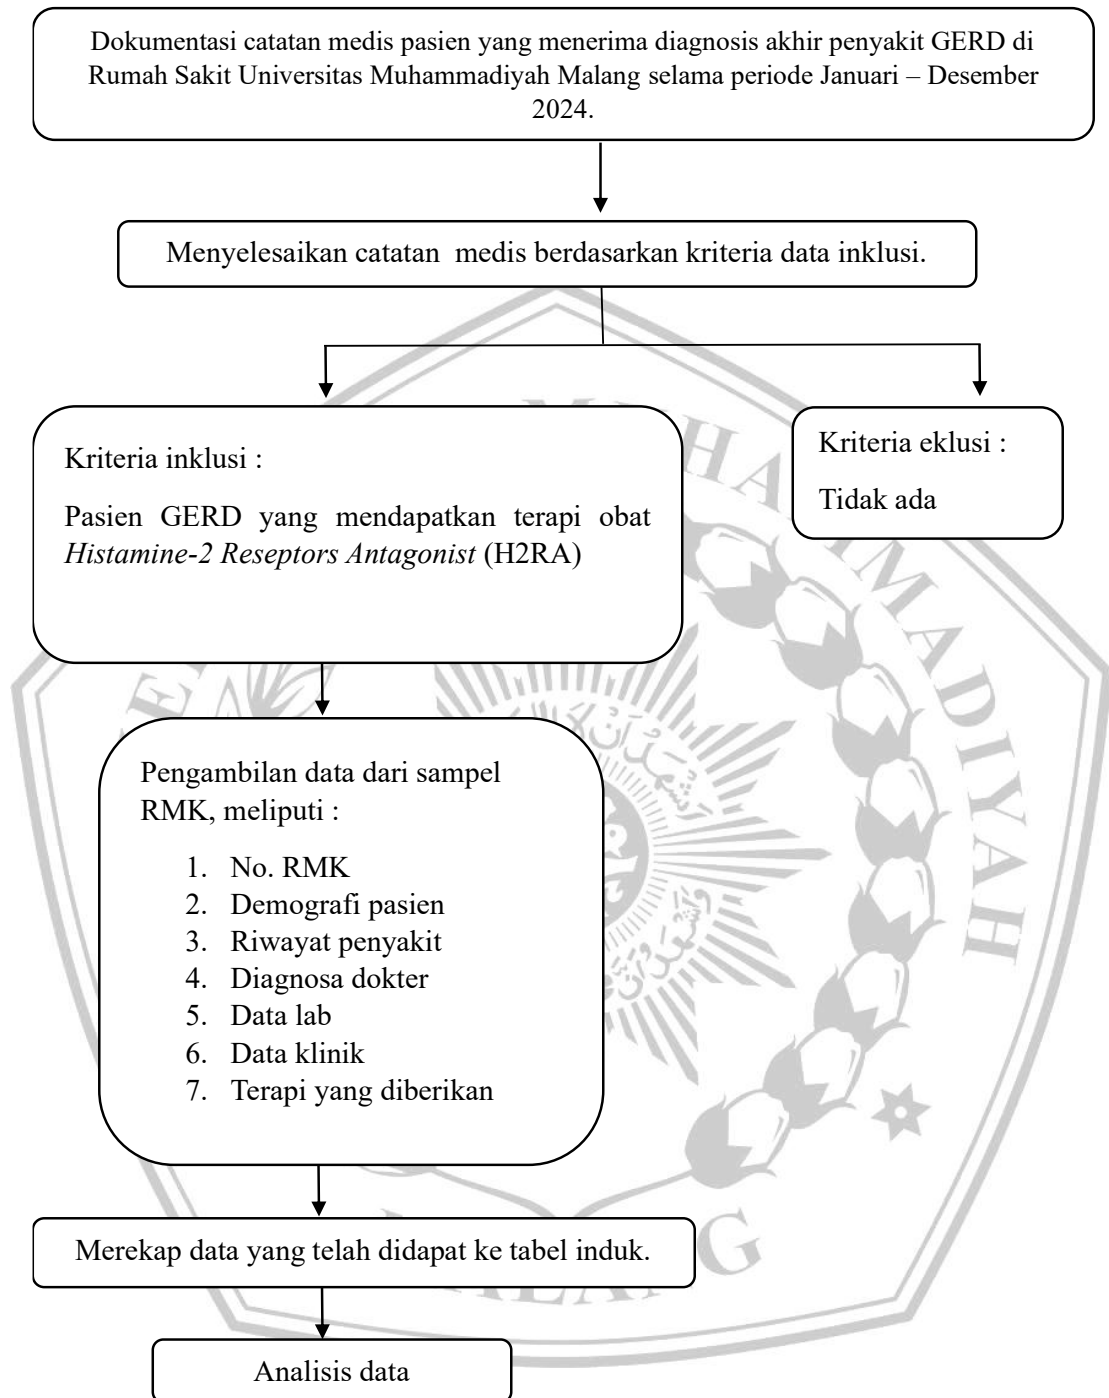 Dokumentasi catatan medis pasien yang menerima diagnosis akhir penyakit GERD di
Rumah Sakit Universitas Muhammadiyah Malang selama periode Januari – Desember
2024.
Menyelesaikan catatan medis berdasarkan kriteria data inklusi.
Kriteria inklusi :
Pasien GERD yang mendapatkan terapi obat
Histamine-2 Reseptors Antagonist (H2RA)
Kriteria eklusi :
Tidak ada
Pengambilan data dari sampel
RMK, meliputi :
1. No. RMK
2. Demografi pasien
3. Riwayat penyakit
4. Diagnosa dokter
5. Data lab
6. Data klinik
7. Terapi yang diberikan
Merekap data yang telah didapat ke tabel induk.
Analisis data